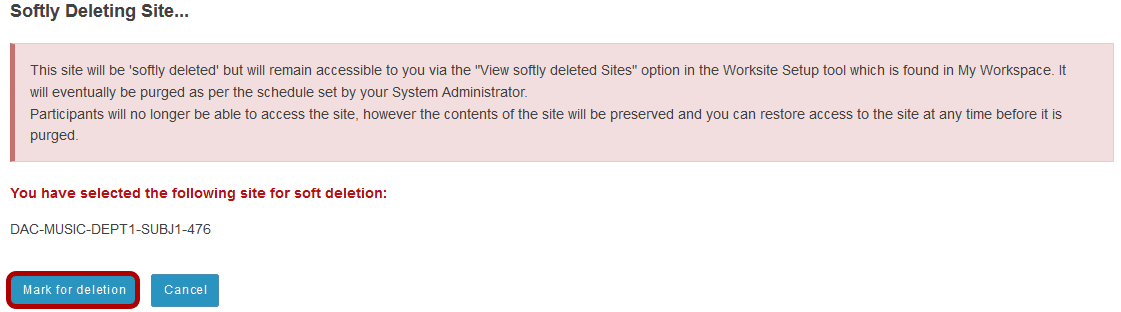 Softly Deleting Site...
This site will be 'softly deleted' but will remain accessible to you via the "View softly deleted Sites" option in the Worksite Setup tool which is found in My Workspace. It
will eventually be purged as per the schedule set by your System Administrator.
Participants will no longer be able to access the site, however the contents of the site will be preserved and you can restore access to the site at any time before it is
purged.
You have selected the following site for soft deletion:
DAC-MUSIC-DEPT1-SUBJ1-476
Mark for deletion Cancel